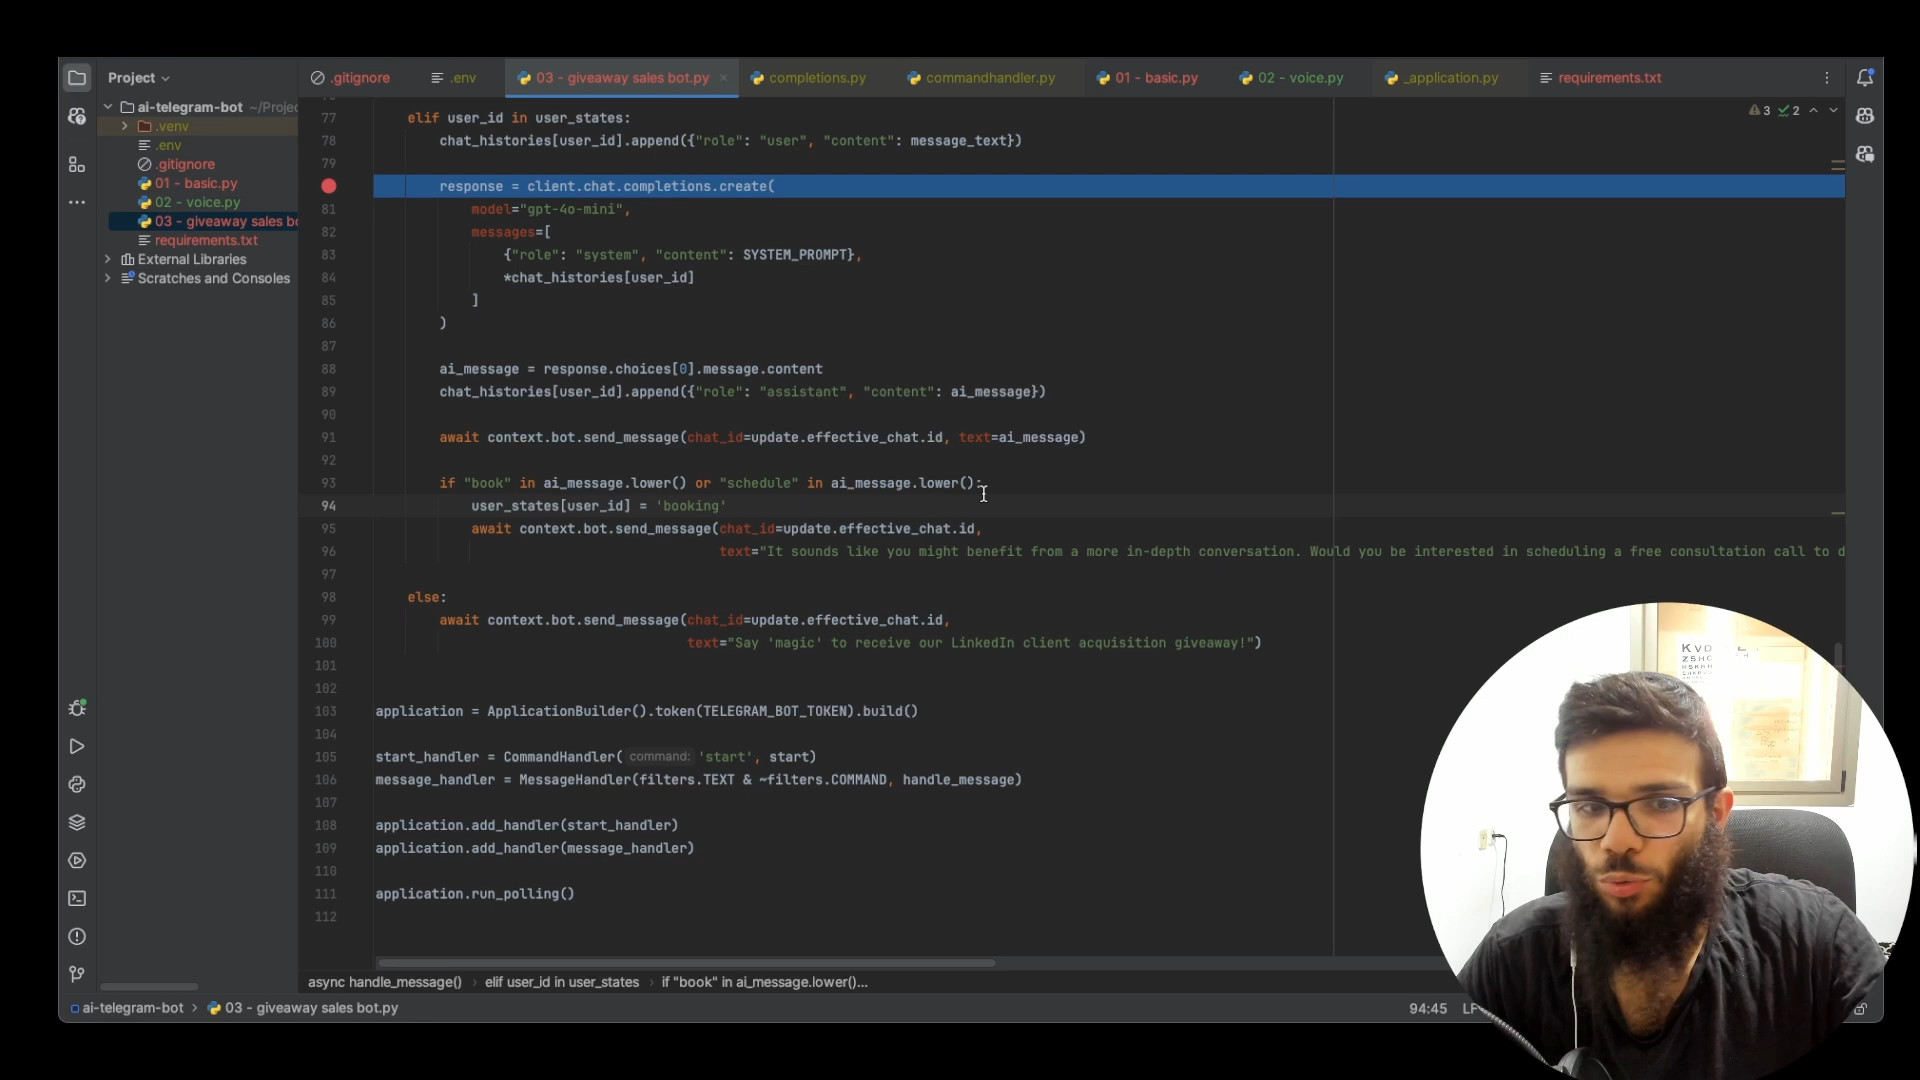 Project
.gitignore
.env
03 - giveaway sales bot.py
completions.py
commandhandler.py
01 - basic.py
02 - voice.py
_application.py
requirements.txt
ai-telegram-bot ~/Projec
.venv
.env
.gitignore
01 - basic.py
02 - voice.py
03 - giveaway sales bo
requirements.txt
External Libraries
Scratches and Consoles
3 2
77 elif user_id in user_states:
78 chat_histories[user_id].append({"role": "user", "content": message_text})
79
response = client.chat.completions.create(
81 model="gpt-4o-mini",
82 messages=[
83 {"role": "system", "content": SYSTEM_PROMPT},
84 *chat_histories[user_id]
85 ]
86 )
87
88 ai_message = response.choices[0].message.content
89 chat_histories[user_id].append({"role": "assistant", "content": ai_message})
90
91 await context.bot.send_message(chat_id=update.effective_chat.id, text=ai_message)
92
93 if "book" in ai_message.lower() or "schedule" in ai_message.lower():
94 user_states[user_id] = 'booking'
95 await context.bot.send_message(chat_id=update.effective_chat.id,
96 text="It sounds like you might benefit from a more in-depth conversation. Would you be interested in scheduling a free consultation call to d
97
98 else:
99 await context.bot.send_message(chat_id=update.effective_chat.id,
100 text="Say 'magic' to receive our LinkedIn client acquisition giveaway!")
101
102
103 application = ApplicationBuilder().token(TELEGRAM_BOT_TOKEN).build()
104
105 start_handler = CommandHandler( command: 'start', start)
106 message_handler = MessageHandler(filters.TEXT & ~filters.COMMAND, handle_message)
107
108 application.add_handler(start_handler)
109 application.add_handler(message_handler)
110
111 application.run_polling()
112
async handle_message() › elif user_id in user_states › if "book" in ai_message.lower()...
ai-telegram-bot › 03 - giveaway sales bot.py
94:45 LF